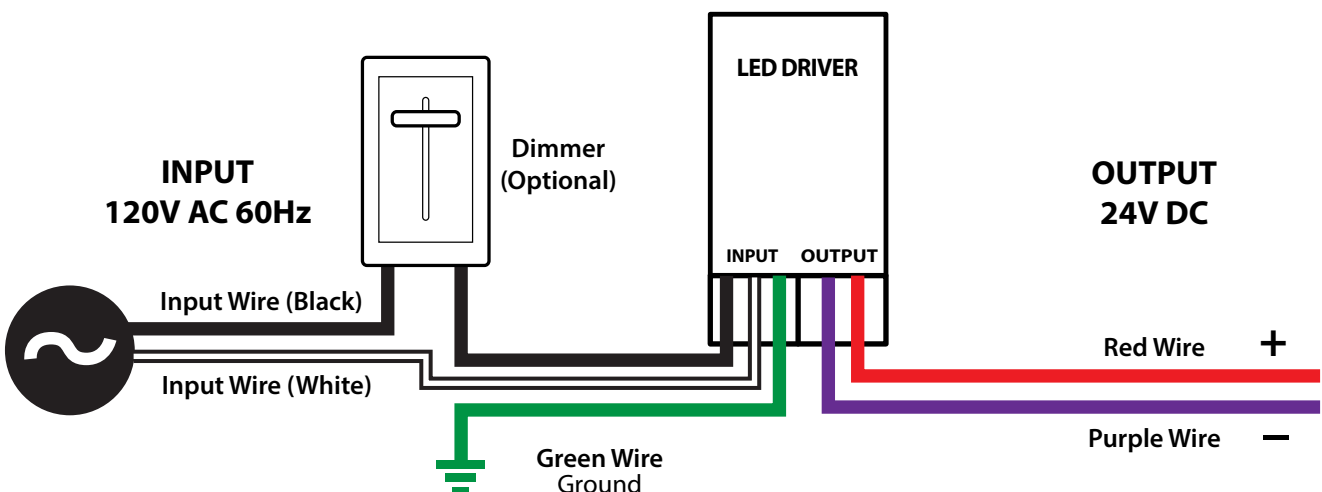 LED DRIVER
Dimmer
(Optional)
INPUT
120V AC 60Hz
OUTPUT
24V DC
INPUT OUTPUT
Input Wire (Black)
Input Wire (White)
Red Wire +
Purple Wire −
Green Wire
Ground